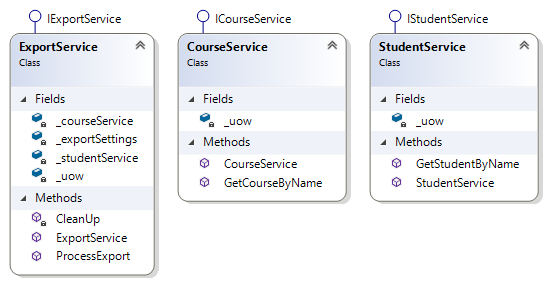 IExportService
ExportService
Class
Fields
_courseService
_exportSettings
_studentService
_uow
Methods
CleanUp
ExportService
ProcessExport
ICourseService
CourseService
Class
Fields
_uow
Methods
CourseService
GetCourseByName
IStudentService
StudentService
Class
Fields
_uow
Methods
GetStudentByName
StudentService